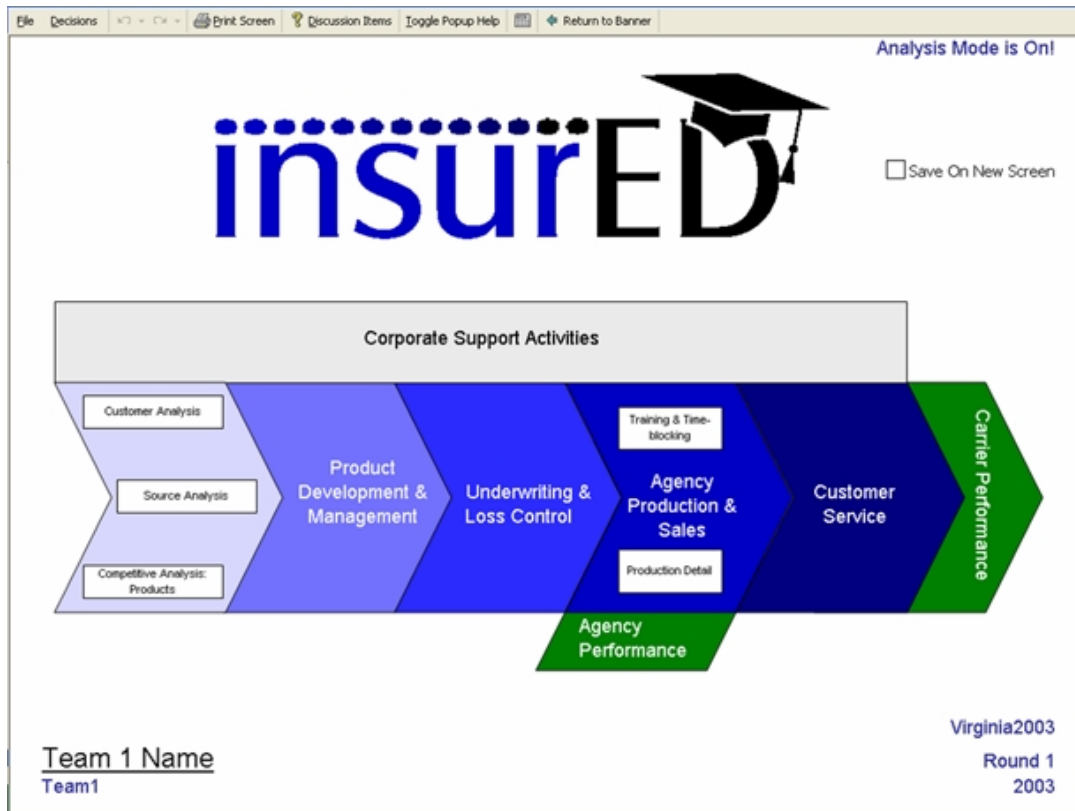 File Decisions Print Screen Discussion Items Toggle Popup Help Return to Banner
Analysis Mode is On!
insurED
Save On New Screen
Corporate Support Activities
Customer Analysis
Source Analysis
Competitive Analysis:
Products
Product
Development &
Management
Underwriting &
Loss Control
Training & Time-
blocking
Agency
Production &
Sales
Production Detail
Customer
Service
Carrier Performance
Agency
Performance
Team 1 Name
Team1
Virginia2003
Round 1
2003